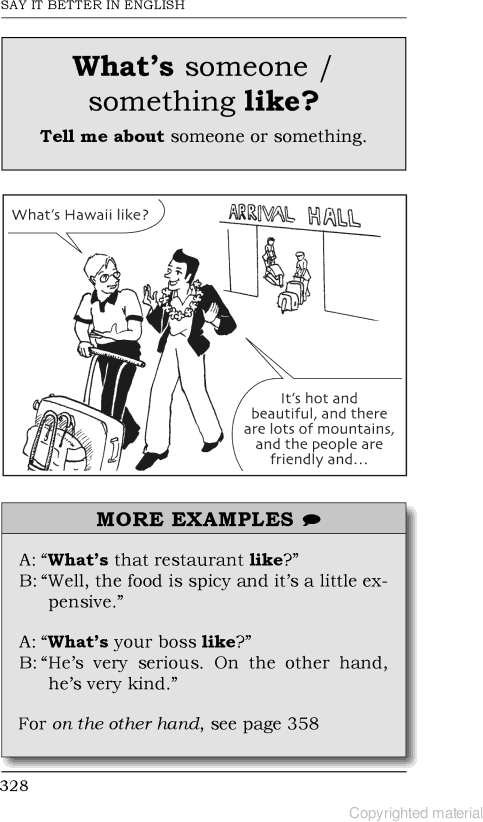 SAY IT BETTER IN ENGLISH
What's someone /
something like?
Tell me about someone or something.
What's Hawaii like?
ARRIVAL HALL
It's hot and
beautiful, and there
are lots of mountains,
and the people are
friendly and...
MORE EXAMPLES
A: “What's that restaurant like?”
B: “Well, the food is spicy and it's a little ex-
pensive.”
A: “What's your boss like?”
B: “He's very serious. On the other hand,
he's very kind.”
For on the other hand, see page 358
328
Copyrighted material